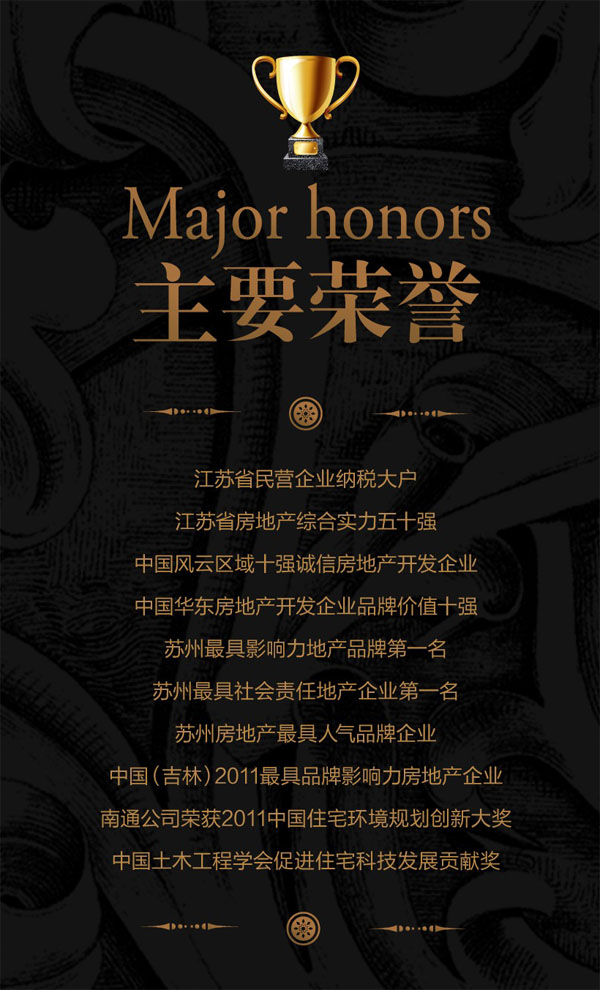 Major honors
主要荣誉
江苏省民营企业纳税大户
江苏省房地产综合实力五十强
中国风云区域十强诚信房地产开发企业
中国华东房地产开发企业品牌价值十强
苏州最具影响力地产品牌第一名
苏州最具社会责任地产企业第一名
苏州房地产最具人气品牌企业
中国（吉林）2011最具品牌影响力房地产企业
南通公司荣获2011中国住宅环境规划创新大奖
中国土木工程学会促进住宅科技发展贡献奖